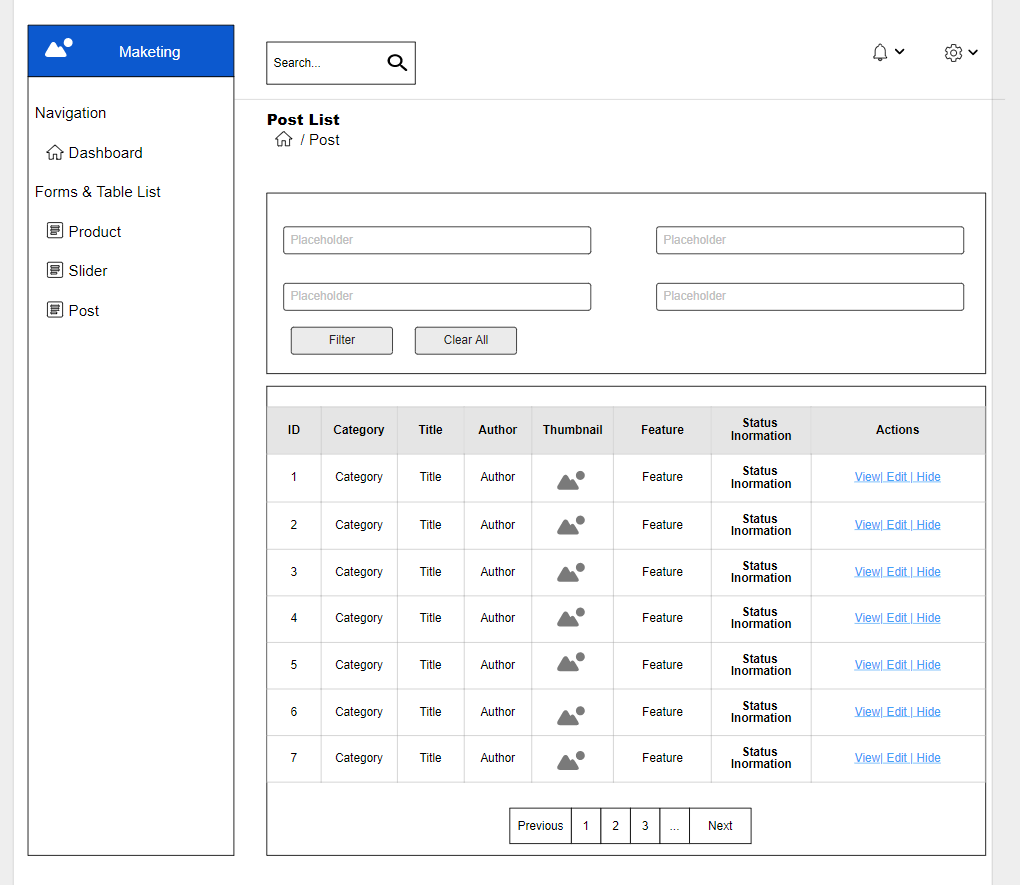 Maketing
Search...
Navigation
Dashboard
Forms & Table List
Product
Slider
Post
Post List
/ Post
Placeholder Placeholder
Placeholder Placeholder
Filter Clear All
ID Category Title Author Thumbnail Feature Status Inormation Actions
1 Category Title Author Feature Status Inormation View| Edit | Hide
2 Category Title Author Feature Status Inormation View| Edit | Hide
3 Category Title Author Feature Status Inormation View| Edit | Hide
4 Category Title Author Feature Status Inormation View| Edit | Hide
5 Category Title Author Feature Status Inormation View| Edit | Hide
6 Category Title Author Feature Status Inormation View| Edit | Hide
7 Category Title Author Feature Status Inormation View| Edit | Hide
Previous 1 2 3 ... Next